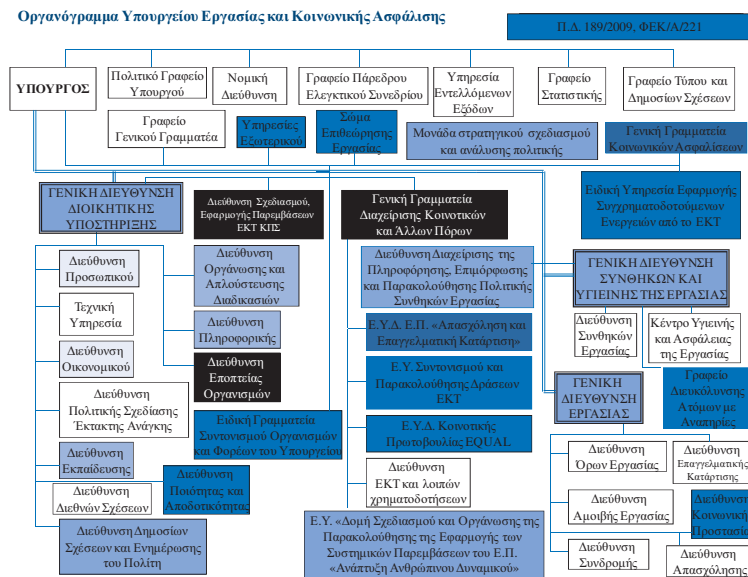 Οργανόγραμμα Υπουργείου Εργασίας και Κοινωνικής Ασφάλισης
Π.Δ. 189/2009, ΦΕΚ/Α/221
ΥΠΟΥΡΓΟΣ
Πολιτικό Γραφείο
Υπουργού
Νομική
Διεύθυνση
Γραφείο Πάρεδρου
Ελεγκτικού Συνεδρίου
Υπηρεσία
Εντελλόμενων
Εξόδων
Γραφείο
Στατιστικής
Γραφείο Τύπου και
Δημοσίων Σχέσεων
Γραφείο
Γενικού Γραμματέα
Υπηρεσίες
Εξωτερικού
Σώμα
Επιθεώρησης
Εργασίας
Μονάδα στρατηγικού σχεδιασμού
και ανάλυσης πολιτικής
Γενική Γραμματεία
Κοινωνικών Ασφαλίσεων
ΓΕΝΙΚΗ ΔΙΕΥΘΥΝΣΗ
ΔΙΟΙΚΗΤΙΚΗΣ
ΥΠΟΣΤΗΡΙΞΗΣ
Διεύθυνση Σχεδιασμού,
Εφαρμογής Παρεμβάσεων
ΕΚΤ ΚΠΣ
Γενική Γραμματεία
Διαχείρισης Κοινοτικών
και Άλλων Πόρων
Ειδική Υπηρεσία Εφαρμογής
Συγχρηματοδοτούμενων
Ενεργειών από το ΕΚΤ
Διεύθυνση
Προσωπικού
Διεύθυνση
Οργάνωσης και
Απλούστευσης
Διαδικασιών
Διεύθυνση Διαχείρισης της
Πληροφόρησης, Επιμόρφωσης
και Παρακολούθησης Πολιτικής
Συνθηκών Εργασίας
ΓΕΝΙΚΗ ΔΙΕΥΘΥΝΣΗ
ΣΥΝΘΗΚΩΝ ΚΑΙ
ΥΓΙΕΙΝΗΣ ΤΗΣ ΕΡΓΑΣΙΑΣ
Τεχνική
Υπηρεσία
Διεύθυνση
Πληροφορικής
Ε.Υ.Δ. Ε.Π. «Απασχόληση και
Επαγγελματική Κατάρτιση»
Διεύθυνση
Συνθηκών
Εργασίας
Κέντρο Υγιεινής
και Ασφάλειας
της Εργασίας
Διεύθυνση
Οικονομικού
Διεύθυνση
Εποπτείας
Οργανισμών
Ε.Υ. Συντονισμού και
Παρακολούθησης Δράσεων
ΕΚΤ
ΓΕΝΙΚΗ
ΔΙΕΥΘΥΝΣΗ
ΕΡΓΑΣΙΑΣ
Γραφείο
Διευκόλυνσης
Ατόμων με
Αναπηρίες
Διεύθυνση
Πολιτικής Σχεδίασης
Έκτακτης Ανάγκης
Ειδική Γραμματεία
Συντονισμού Οργανισμών
και Φορέων του Υπουργείου
Ε.Υ.Δ. Κοινοτικής
Πρωτοβουλίας EQUAL
Διεύθυνση
Εκπαίδευσης
Διεύθυνση
Ποιότητας και
Αποδοτικότητας
Διεύθυνση
ΕΚΤ και λοιπών
χρηματοδοτήσεων
Διεύθυνση
Όρων Εργασίας
Διεύθυνση
Επαγγελματικής
Κατάρτισης
Διεύθυνση
Διεθνών Σχέσεων
Διεύθυνση
Αμοιβής Εργασίας
Διεύθυνση
Κοινωνική
Προστασί
Διεύθυνση Δημοσίων
Σχέσεων και Ενημέρωσης
του Πολίτη
Ε.Υ. «Δομή Σχεδιασμού και Οργάνωσης της
Παρακολούθησης της Εφαρμογής των
Συστημικών Παρεμβάσεων του Ε.Π.
«Ανάπτυξη Ανθρώπινου Δυναμικού»
Διεύθυνση
Συνδρομής
Διεύθυνση
Απασχόλησης